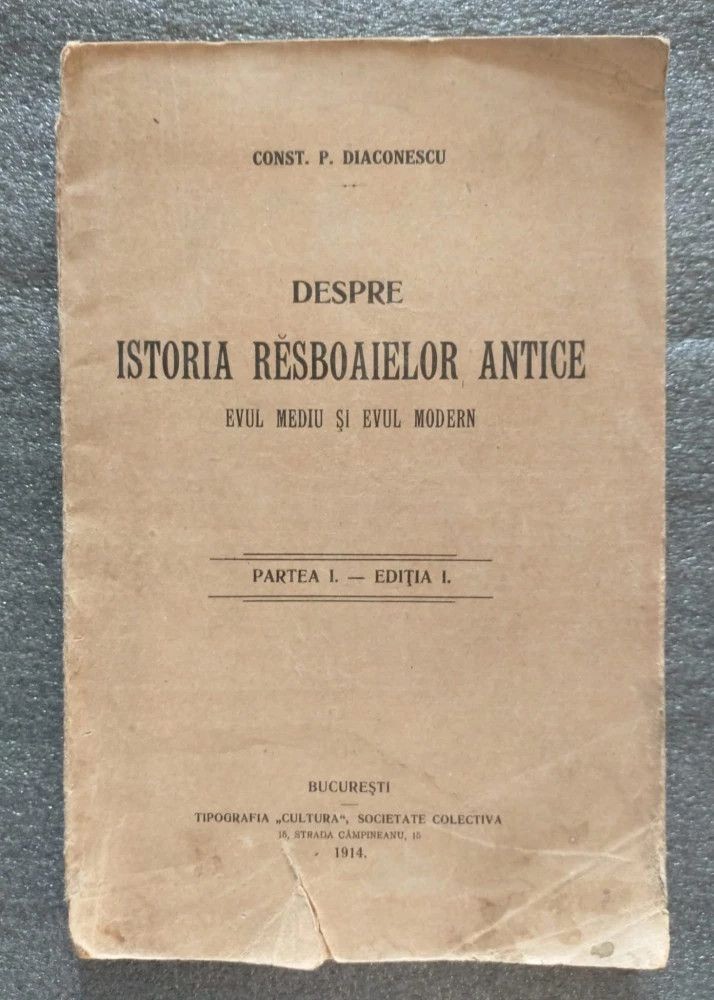 CONST. P. DIACONESCU
DESPRE
ISTORIA RĔSBOAIELOR ANTICE
EVUL MEDIU ŞI EVUL MODERN
PARTEA I. — EDIŢIA I.
BUCUREŞTI
TIPOGRAFIA „CULTURA“, SOCIETATE COLECTIVA
15, STRADA CÂMPINEANU, 15
1914.